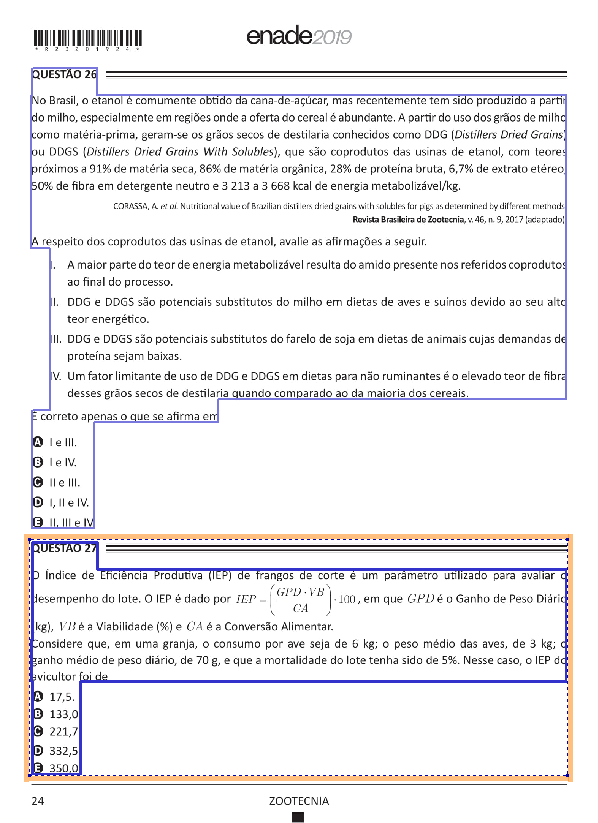 *R2320192 4*
enade2019
QUESTÃO 26
No Brasil, o etanol é comumente obtido da cana-de-açúcar, mas recentemente tem sido produzido a partir
do milho, especialmente em regiões onde a oferta do cereal é abundante. A partir do uso dos grãos de milho
como matéria-prima, geram-se os grãos secos de destilaria conhecidos como DDG (Distillers Dried Grains)
ou DDGS (Distillers Dried Grains With Solubles), que são coprodutos das usinas de etanol, com teores
próximos a 91% de matéria seca, 86% de matéria orgânica, 28% de proteína bruta, 6,7% de extrato etéreo,
50% de fibra em detergente neutro e 3 213 a 3 668 kcal de energia metabolizável/kg.
CORASSA, A. et al. Nutritional value of Brazilian distillers dried grains with solubles for pigs as determined by different methods.
Revista Brasileira de Zootecnia, v. 46, n. 9, 2017 (adaptado).
A respeito dos coprodutos das usinas de etanol, avalie as afirmações a seguir.
I. A maior parte do teor de energia metabolizável resulta do amido presente nos referidos coprodutos
ao final do processo.
II. DDG e DDGS são potenciais substitutos do milho em dietas de aves e suínos devido ao seu alto
teor energético.
III. DDG e DDGS são potenciais substitutos do farelo de soja em dietas de animais cujas demandas de
proteína sejam baixas.
IV. Um fator limitante de uso de DDG e DDGS em dietas para não ruminantes é o elevado teor de fibra
desses grãos secos de destilaria quando comparado ao da maioria dos cereais.
É correto apenas o que se afirma em
A I e III.
B I e IV.
C II e III.
D I, II e IV.
E II, III e IV
QUESTÃO 27
O Índice de Eficiência Produtiva (IEP) de frangos de corte é um parâmetro utilizado para avaliar o
desempenho do lote. O IEP é dado por IEP = (GPD · VB / CA) · 100, em que GPD é o Ganho de Peso Diário
(kg), VB é a Viabilidade (%) e CA é a Conversão Alimentar.
Considere que, em uma granja, o consumo por ave seja de 6 kg; o peso médio das aves, de 3 kg; o
ganho médio de peso diário, de 70 g, e que a mortalidade do lote tenha sido de 5%. Nesse caso, o IEP do
avicultor foi de
A 17,5.
B 133,0
C 221,7
D 332,5
E 350,0
24
ZOOTECNIA